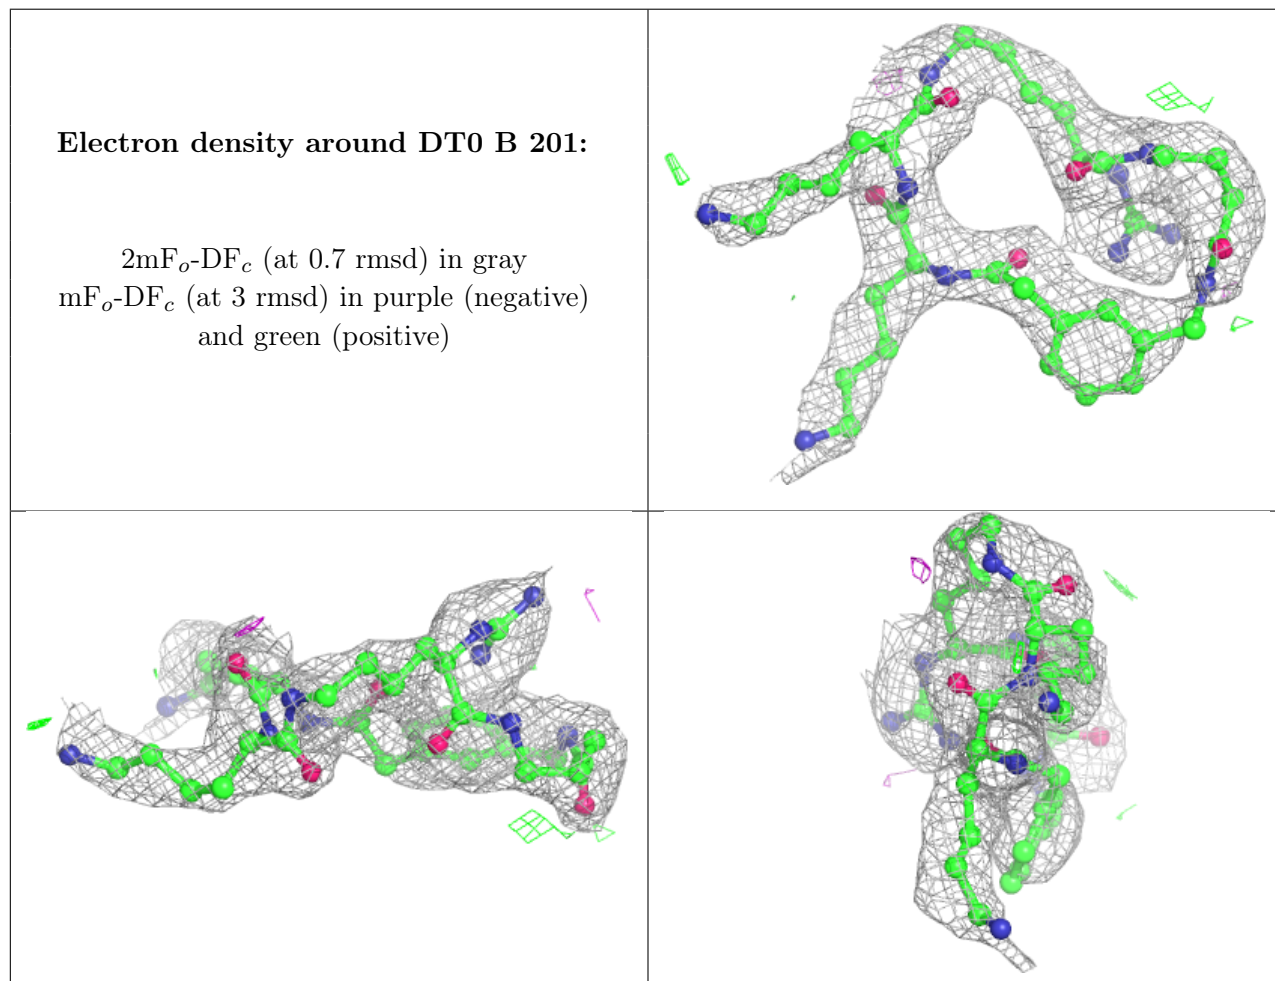 Electron density around DT0 B 201:
2mFo-DFc (at 0.7 rmsd) in gray
mFo-DFc (at 3 rmsd) in purple (negative)
and green (positive)